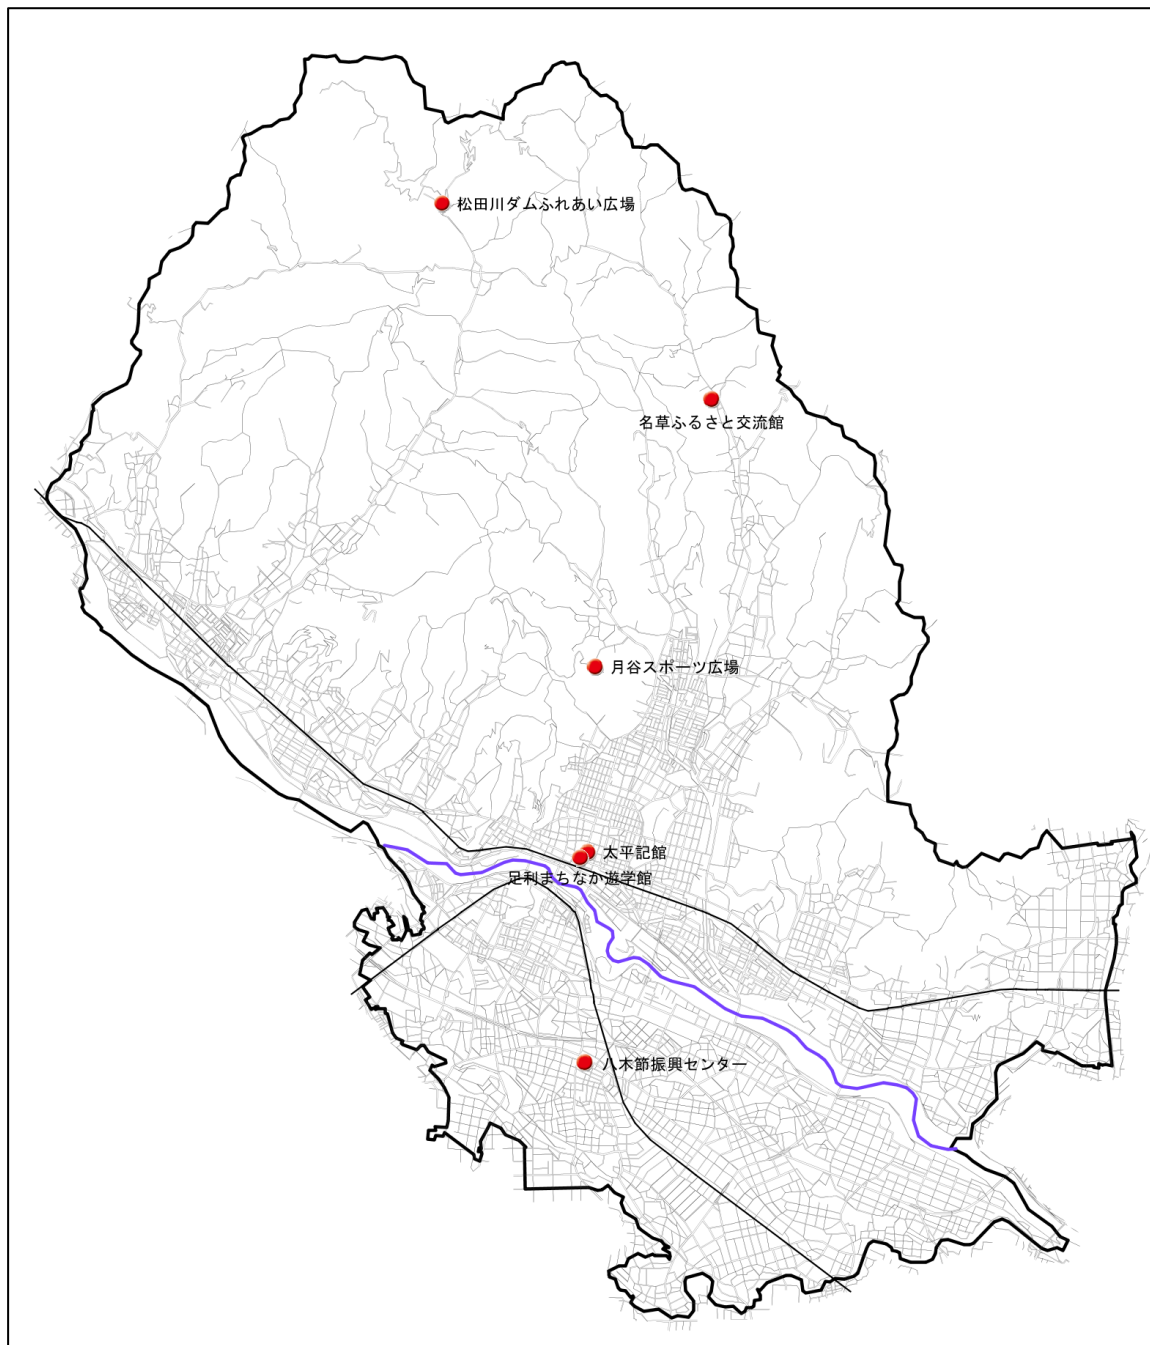 松田川ダムふれあい広場
名草ふるさと交流館
月谷スポーツ広場
太平記館
足利まちなか遊学館
八木節振興センター